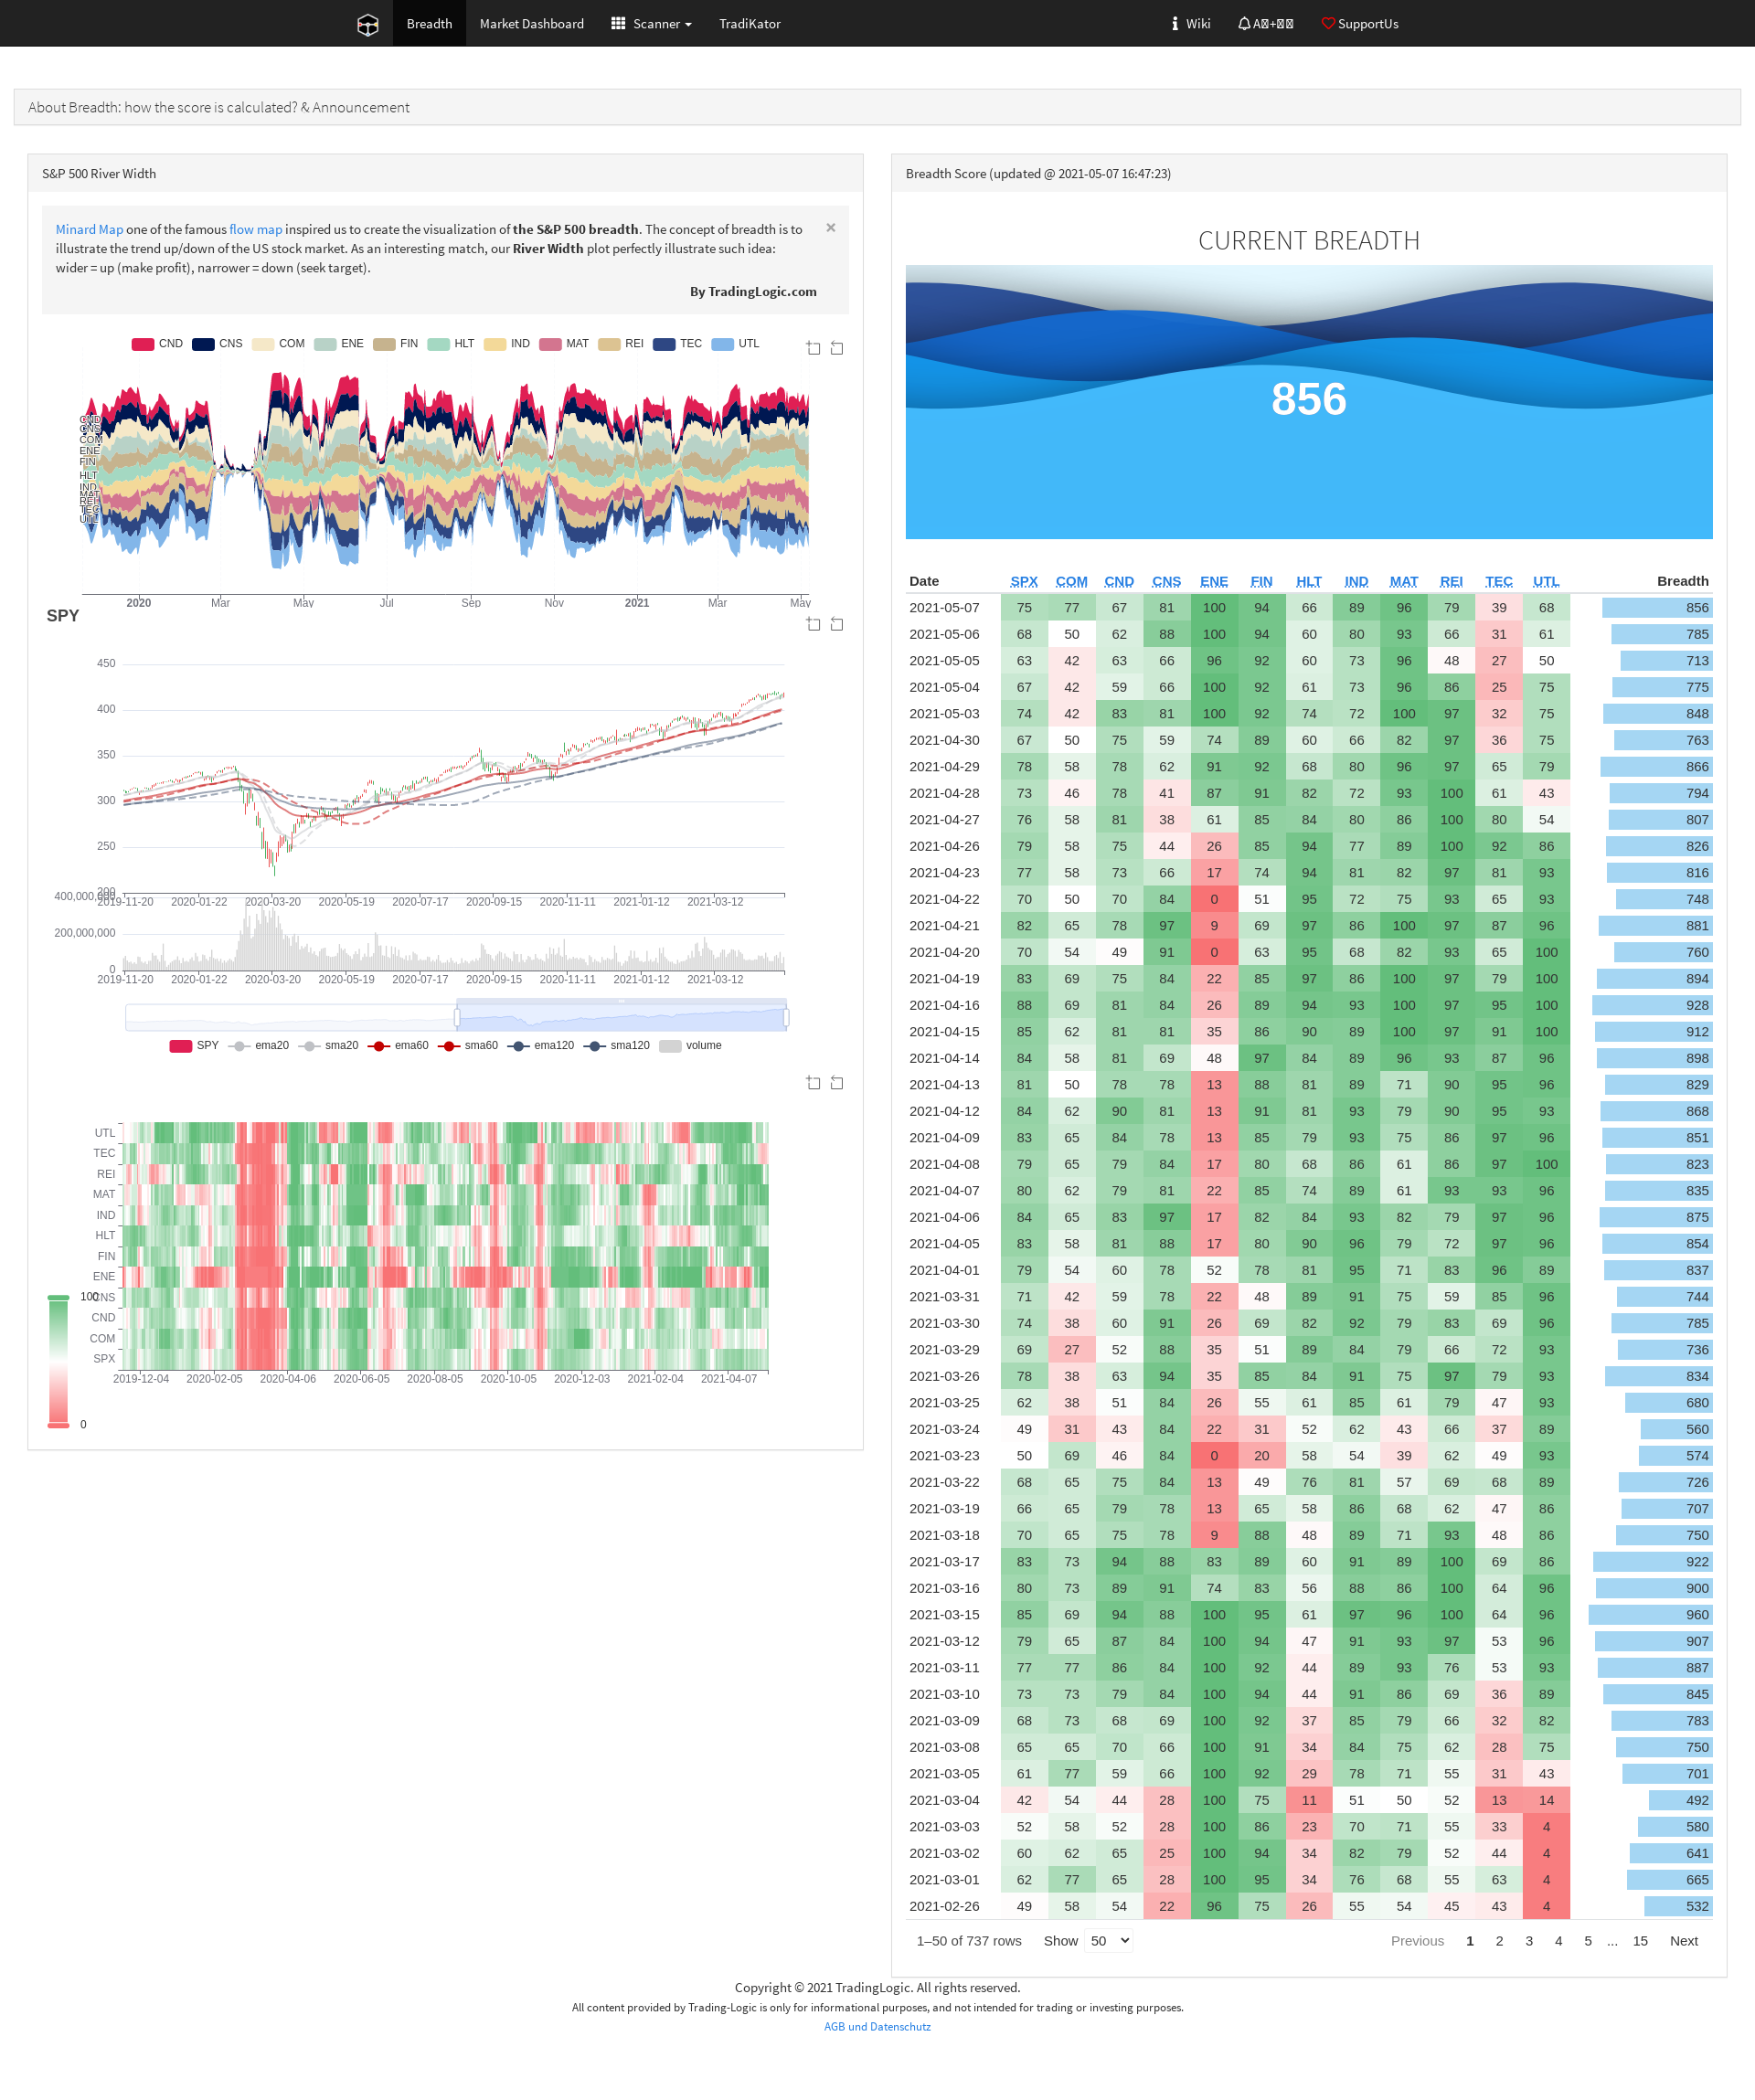 Breadth
Market Dashboard
Scanner
TradiKator
Wiki
SupportUs
About Breadth: how the score is calculated? & Announcement
S&P 500 River Width
Minard Map one of the famous flow map inspired us to create the visualization of the S&P 500 breadth. The concept of breadth is to
illustrate the trend up/down of the US stock market. As an interesting match, our River Width plot perfectly illustrate such idea:
wider = up (make profit), narrower = down (seek target).
×
By TradingLogic.com
CND CNS COM ENE FIN HLT IND MAT REI TEC UTL
CND
CNS
COM
ENE
FIN
HLT
IND
MAT
REI
TEC
UTL
2020 Mar May Jul Sep Nov 2021 Mar May
SPY
450
400
350
300
250
200
2019-11-20 2020-01-22 2020-03-20 2020-05-19 2020-07-17 2020-09-15 2020-11-11 2021-01-12 2021-03-12
400,000,000
200,000,000
0
2019-11-20 2020-01-22 2020-03-20 2020-05-19 2020-07-17 2020-09-15 2020-11-11 2021-01-12 2021-03-12
SPY ema20 sma20 ema60 sma60 ema120 sma120 volume
UTL
TEC
REI
MAT
IND
HLT
FIN
ENE
CNS
CND
COM
SPX
2019-12-04 2020-02-05 2020-04-06 2020-06-05 2020-08-05 2020-10-05 2020-12-03 2021-02-04 2021-04-07
100
0
Breadth Score (updated @ 2021-05-07 16:47:23)
CURRENT BREADTH
856
Date SPX COM CND CNS ENE FIN HLT IND MAT REI TEC UTL Breadth
2021-05-07 75 77 67 81 100 94 66 89 96 79 39 68 856
2021-05-06 68 50 62 88 100 94 60 80 93 66 31 61 785
2021-05-05 63 42 63 66 96 92 60 73 96 48 27 50 713
2021-05-04 67 42 59 66 100 92 61 73 96 86 25 75 775
2021-05-03 74 42 83 81 100 92 74 72 100 97 32 75 848
2021-04-30 67 50 75 59 74 89 60 66 82 97 36 75 763
2021-04-29 78 58 78 62 91 92 68 80 96 97 65 79 866
2021-04-28 73 46 78 41 87 91 82 72 93 100 61 43 794
2021-04-27 76 58 81 38 61 85 84 80 86 100 80 54 807
2021-04-26 79 58 75 44 26 85 94 77 89 100 92 86 826
2021-04-23 77 58 73 66 17 74 94 81 82 97 81 93 816
2021-04-22 70 50 70 84 0 51 95 72 75 93 65 93 748
2021-04-21 82 65 78 97 9 69 97 86 100 97 87 96 881
2021-04-20 70 54 49 91 0 63 95 68 82 93 65 100 760
2021-04-19 83 69 75 84 22 85 97 86 100 97 79 100 894
2021-04-16 88 69 81 84 26 89 94 93 100 97 95 100 928
2021-04-15 85 62 81 81 35 86 90 89 100 97 91 100 912
2021-04-14 84 58 81 69 48 97 84 89 96 93 87 96 898
2021-04-13 81 50 78 78 13 88 81 89 71 90 95 96 829
2021-04-12 84 62 90 81 13 91 81 93 79 90 95 93 868
2021-04-09 83 65 84 78 13 85 79 93 75 86 97 96 851
2021-04-08 79 65 79 84 17 80 68 86 61 86 97 100 823
2021-04-07 80 62 79 81 22 85 74 89 61 93 93 96 835
2021-04-06 84 65 83 97 17 82 84 93 82 79 97 96 875
2021-04-05 83 58 81 88 17 80 90 96 79 72 97 96 854
2021-04-01 79 54 60 78 52 78 81 95 71 83 96 89 837
2021-03-31 71 42 59 78 22 48 89 91 75 59 85 96 744
2021-03-30 74 38 60 91 26 69 82 92 79 83 69 96 785
2021-03-29 69 27 52 88 35 51 89 84 79 66 72 93 736
2021-03-26 78 38 63 94 35 85 84 91 75 97 79 93 834
2021-03-25 62 38 51 84 26 55 61 85 61 79 47 93 680
2021-03-24 49 31 43 84 22 31 52 62 43 66 37 89 560
2021-03-23 50 69 46 84 0 20 58 54 39 62 49 93 574
2021-03-22 68 65 75 84 13 49 76 81 57 69 68 89 726
2021-03-19 66 65 79 78 13 65 58 86 68 62 47 86 707
2021-03-18 70 65 75 78 9 88 48 89 71 93 48 86 750
2021-03-17 83 73 94 88 83 89 60 91 89 100 69 86 922
2021-03-16 80 73 89 91 74 83 56 88 86 100 64 96 900
2021-03-15 85 69 94 88 100 95 61 97 96 100 64 96 960
2021-03-12 79 65 87 84 100 94 47 91 93 97 53 96 907
2021-03-11 77 77 86 84 100 92 44 89 93 76 53 93 887
2021-03-10 73 73 79 84 100 94 44 91 86 69 36 89 845
2021-03-09 68 73 68 69 100 92 37 85 79 66 32 82 783
2021-03-08 65 65 70 66 100 91 34 84 75 62 28 75 750
2021-03-05 61 77 59 66 100 92 29 78 71 55 31 43 701
2021-03-04 42 54 44 28 100 75 11 51 50 52 13 14 492
2021-03-03 52 58 52 28 100 86 23 70 71 55 33 4 580
2021-03-02 60 62 65 25 100 94 34 82 79 52 44 4 641
2021-03-01 62 77 65 28 100 95 34 76 68 55 63 4 665
2021-02-26 49 58 54 22 96 75 26 55 54 45 43 4 532
1–50 of 737 rows Show 50 Previous 1 2 3 4 5 ... 15 Next
Copyright © 2021 TradingLogic. All rights reserved.
All content provided by Trading-Logic is only for informational purposes, and not intended for trading or investing purposes.
AGB und Datenschutz